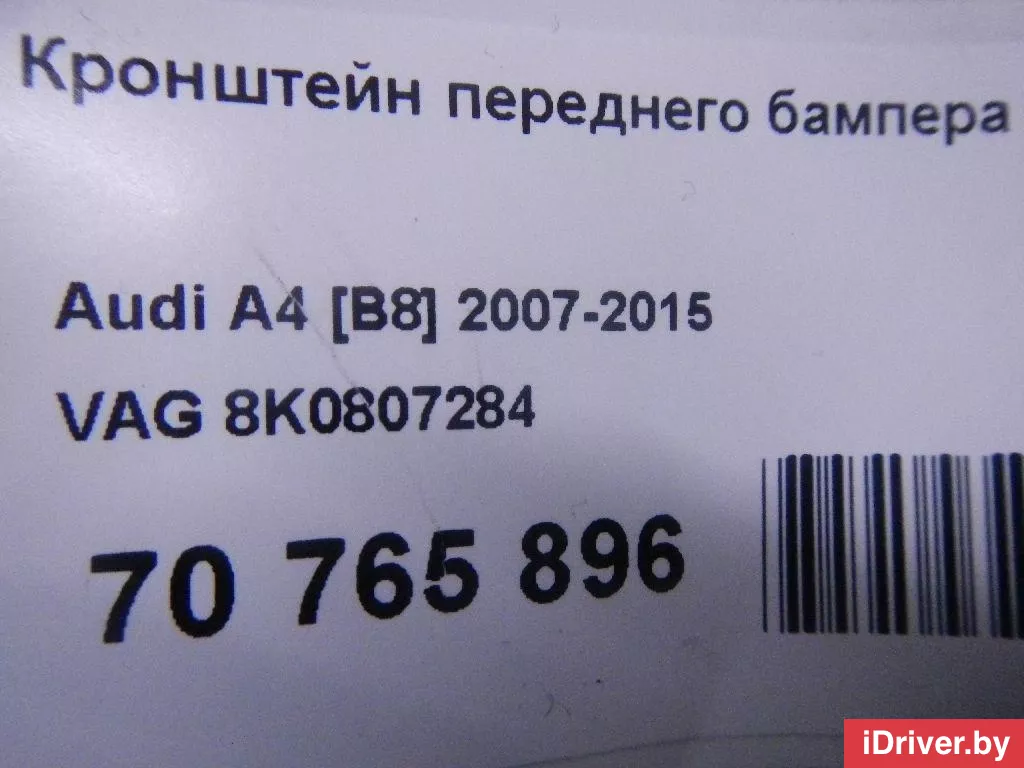 Кронштейн переднего бампера
Audi A4 [B8] 2007-2015
VAG 8K0807284
70 765 896
iDriver.by